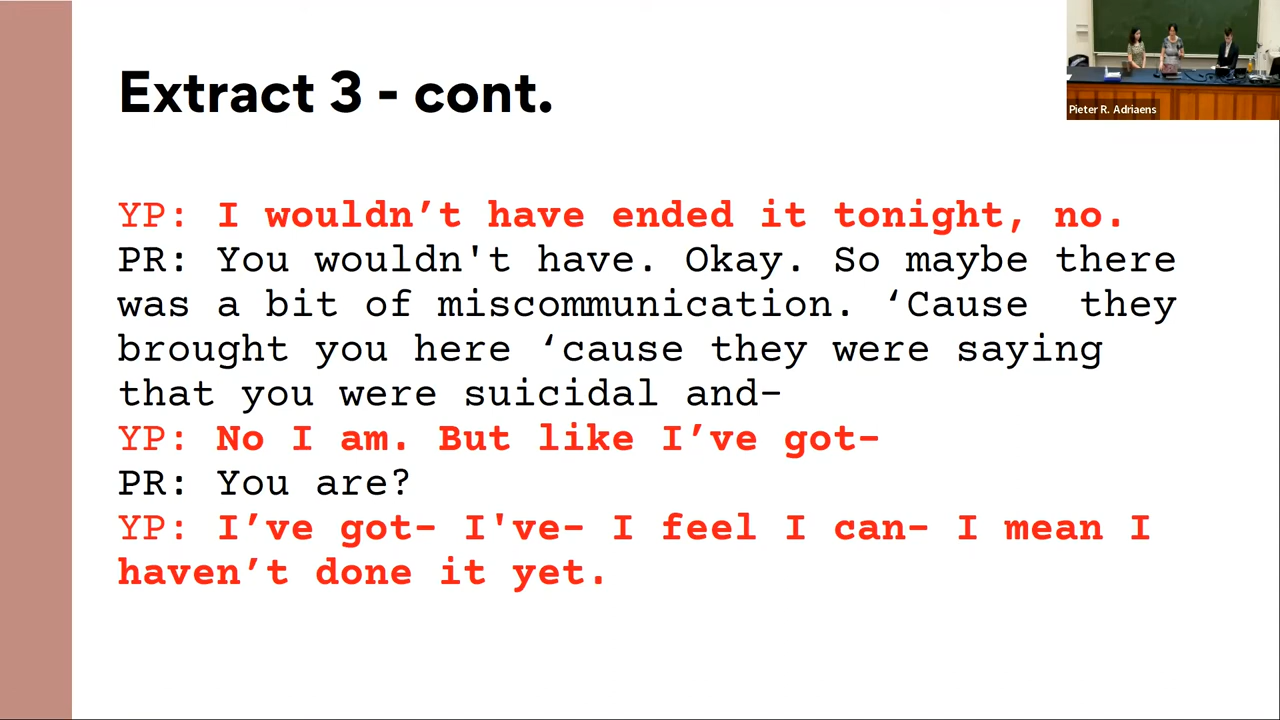 Extract 3 - cont.
Pieter R. Adriaens
YP: I wouldn’t have ended it tonight, no.
PR: You wouldn't have. Okay. So maybe there
was a bit of miscommunication. ‘Cause they
brought you here ‘cause they were saying
that you were suicidal and-
YP: No I am. But like I’ve got-
PR: You are?
YP: I’ve got- I've- I feel I can- I mean I
haven’t done it yet.